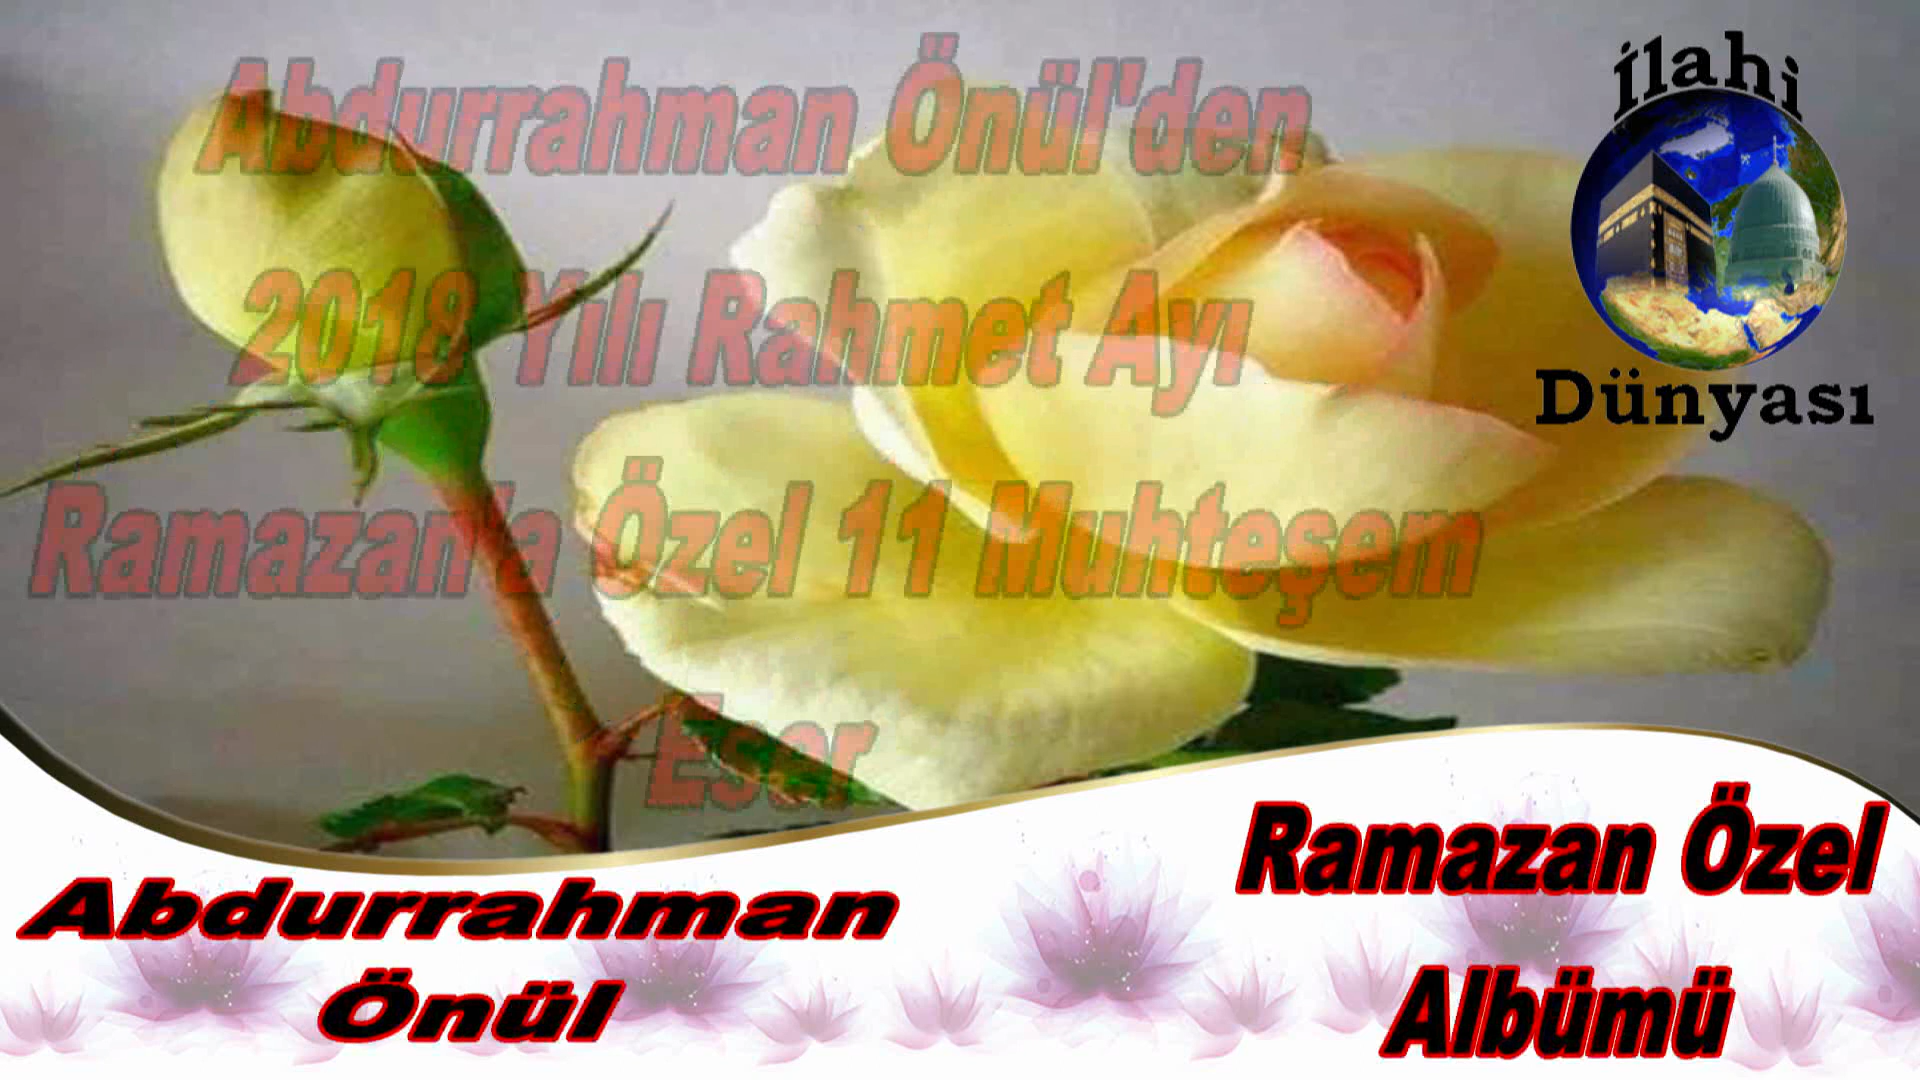 Abdurrahman Önül'den
2018 Yılı Rahmet Ayı
Ramazan'a Özel 11 Muhteşem
Eser
İlahi
Dünyası
Abdurrahman
Önül
Ramazan Özel
Albümü